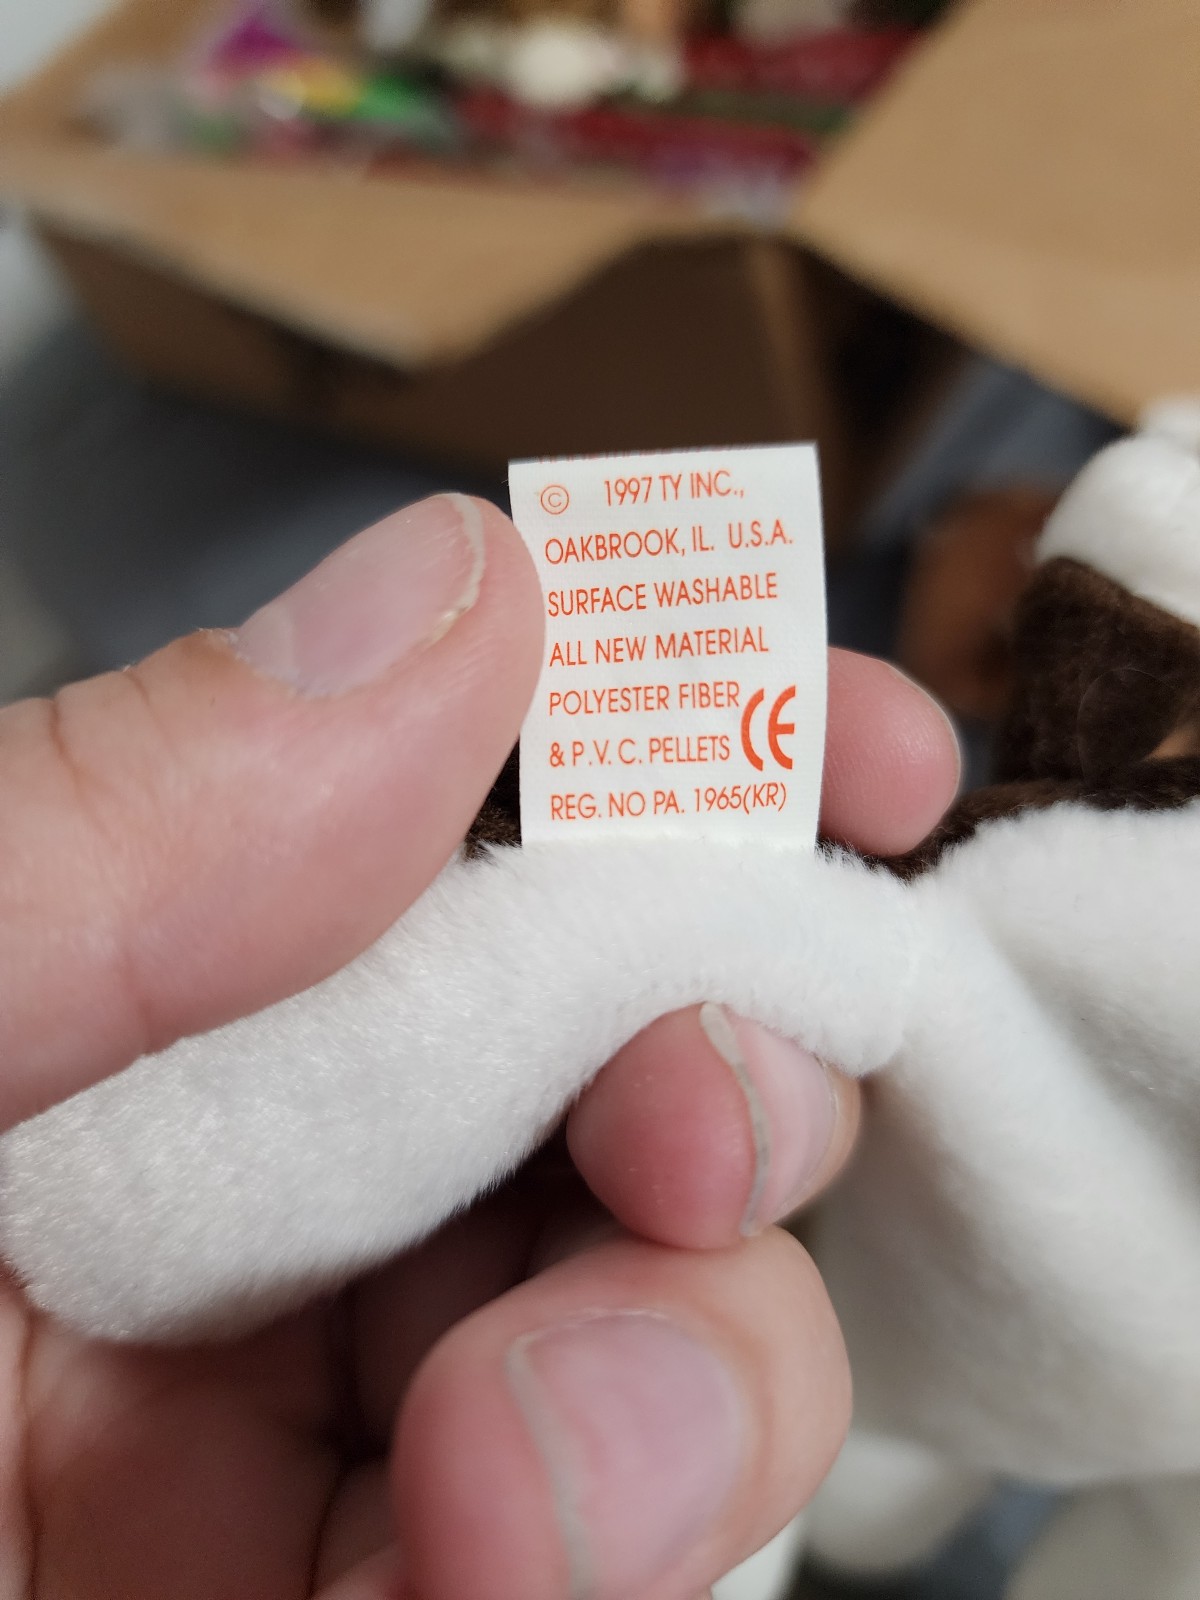 © 1997 TY INC.,
OAKBROOK, IL. U.S.A.
SURFACE WASHABLE
ALL NEW MATERIAL
POLYESTER FIBER
& P.V.C. PELLETS CE
REG. NO PA. 1965(KR)